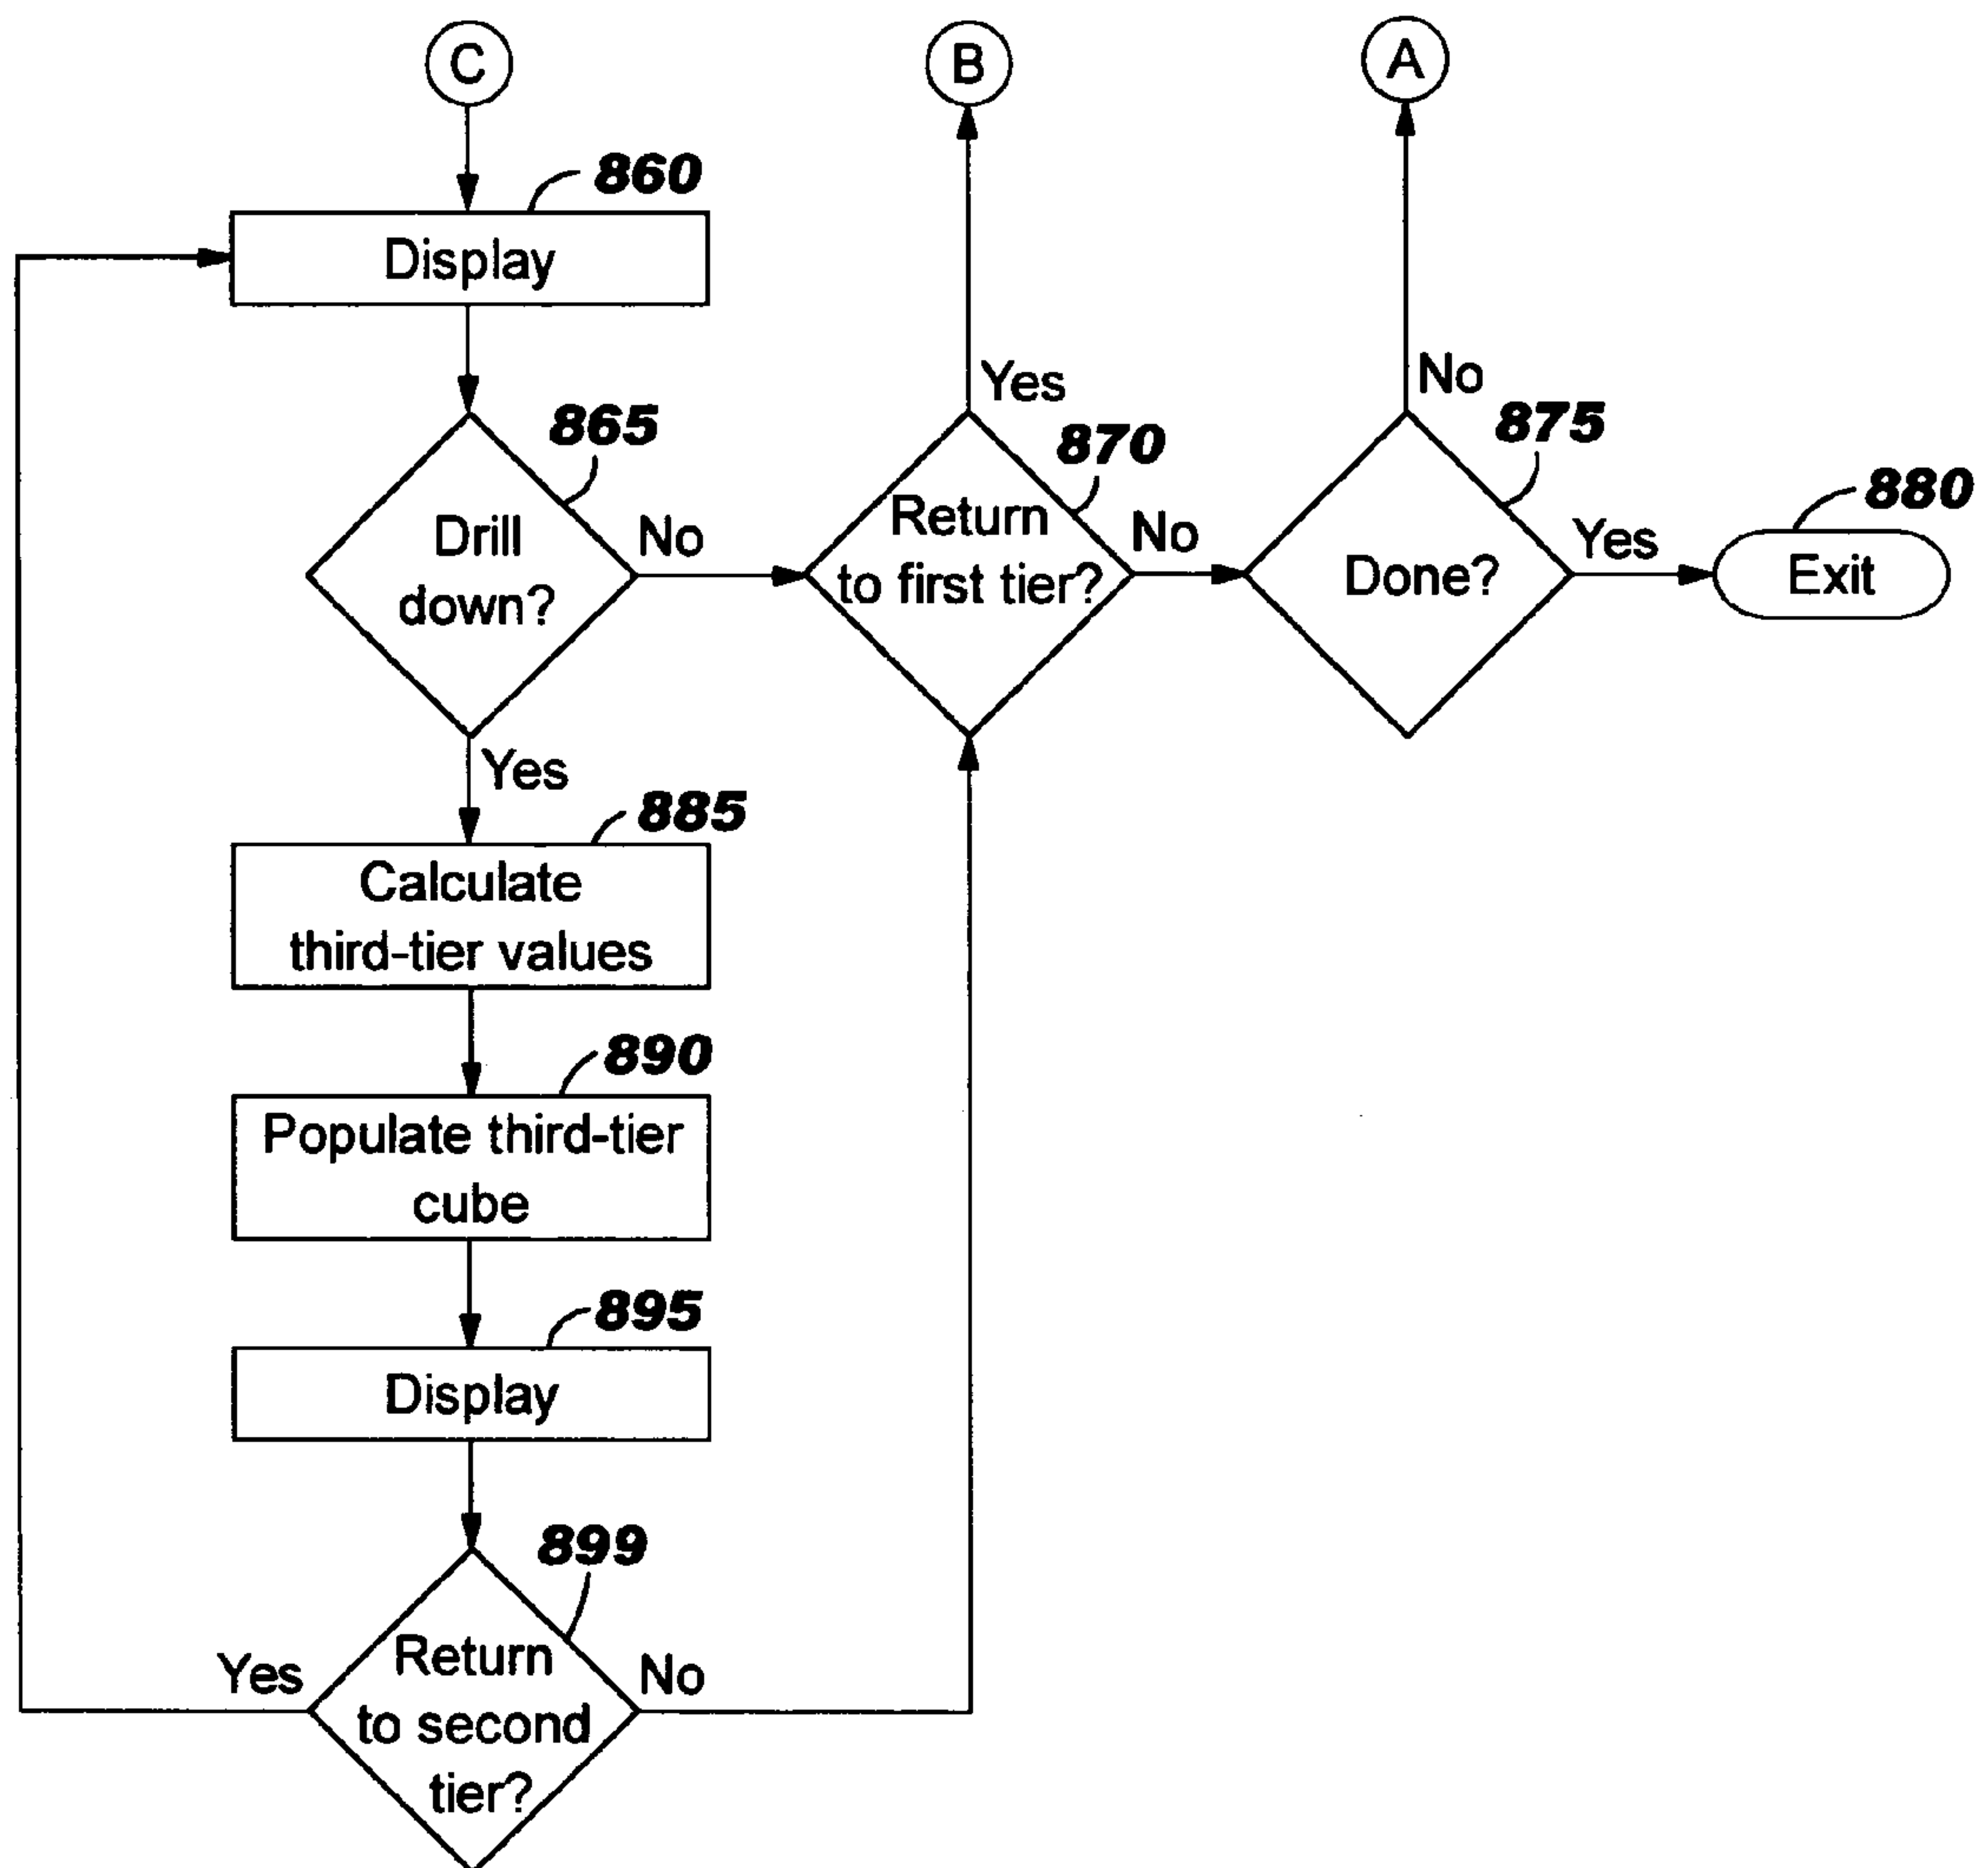 C
B
A
860
Display
Yes
No
865
870
875
880
Drill
down?
No
Return
to first tier?
No
Done?
Yes
Exit
Yes
885
Calculate
third-tier values
890
Populate third-tier
cube
895
Display
899
Yes
Return
to second
tier?
No